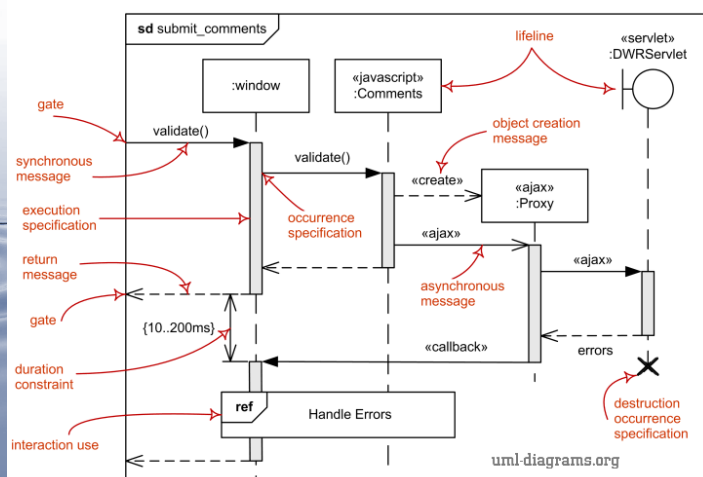 sd submit_comments
lifeline
«servlet»
:DWRServlet
:window
«javascript»
:Comments
gate
validate()
object creation
message
synchronous
message
validate()
«create»
«ajax»
:Proxy
execution
specification
occurrence
specification
«ajax»
return
message
asynchronous
message
«ajax»
gate
{10..200ms}
«callback»
errors
duration
constraint
ref
Handle Errors
destruction
occurrence
specification
interaction use
uml-diagrams.org